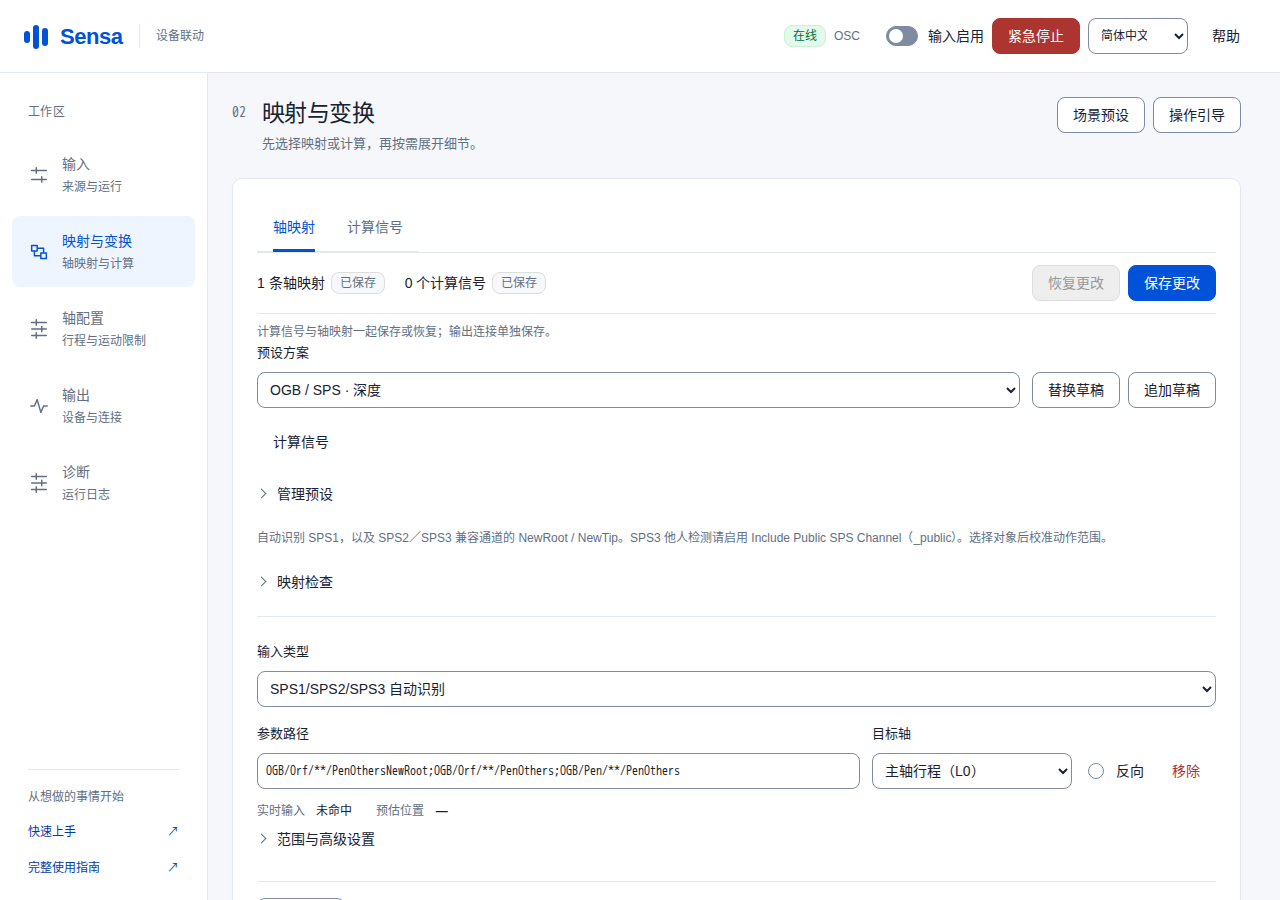 Sensa
设备联动
在线
OSC
输入启用
紧急停止
简体中文
帮助
工作区
输入
来源与运行
映射与变换
轴映射与计算
轴配置
行程与运动限制
输出
设备与连接
诊断
运行日志
从想做的事情开始
快速上手 ↗
完整使用指南 ↗
02
映射与变换
先选择映射或计算，再按需展开细节。
场景预设
操作引导
轴映射
计算信号
1 条轴映射 已保存
0 个计算信号 已保存
恢复更改
保存更改
计算信号与轴映射一起保存或恢复；输出连接单独保存。
预设方案
OGB / SPS · 深度
替换草稿
追加草稿
计算信号
管理预设
自动识别 SPS1，以及 SPS2／SPS3 兼容通道的 NewRoot / NewTip。SPS3 他人检测请启用 Include Public SPS Channel（_public）。选择对象后校准动作范围。
映射检查
输入类型
SPS1/SPS2/SPS3 自动识别
参数路径
目标轴
OGB/Orf/**/PenOthersNewRoot;OGB/Orf/**/PenOthers;OGB/Pen/**/PenOthers
主轴行程（L0）
反向
移除
实时输入 未命中
预估位置 —
范围与高级设置